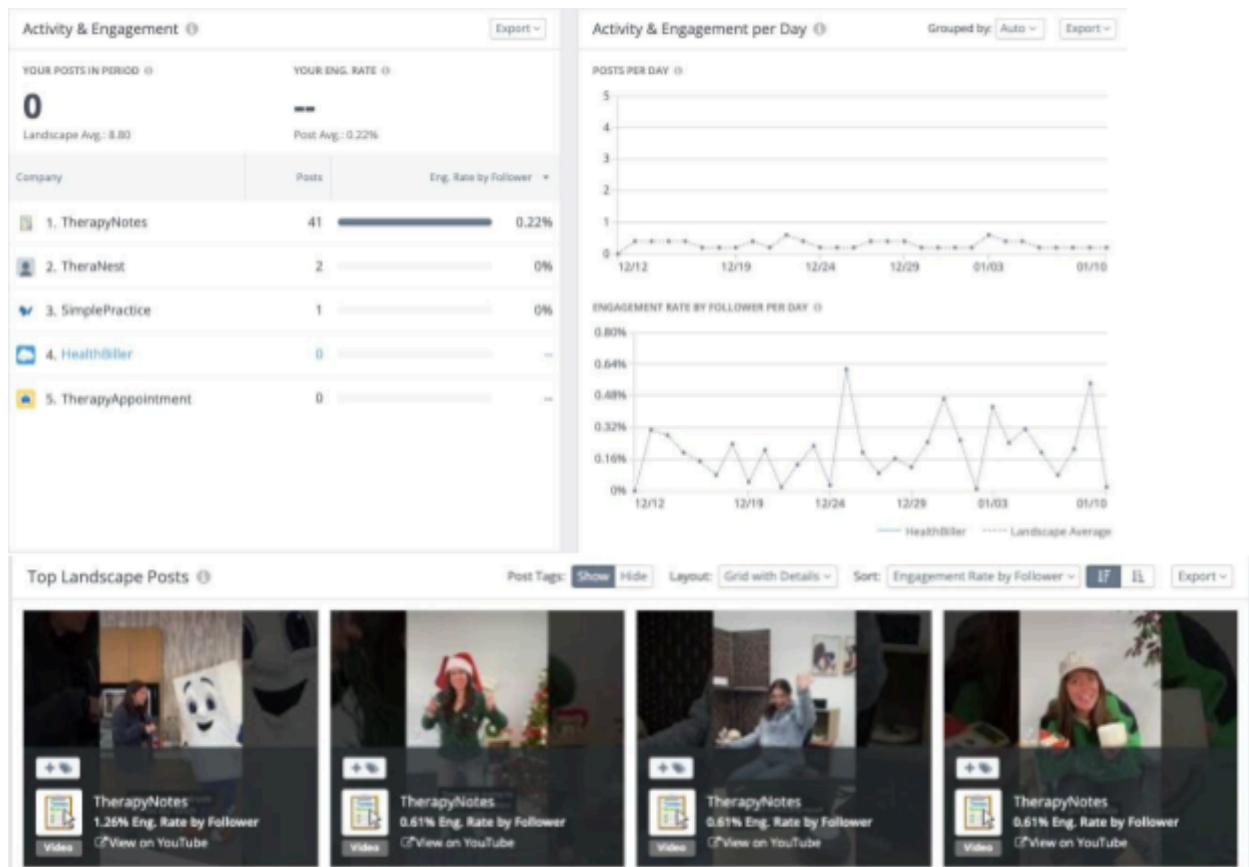 Activity & Engagement
Export
YOUR POSTS IN PERIOD
YOUR ENG. RATE
0
--
Landscape Avg.: 8.80
Post Avg.: 0.22%
Company
Posts
Eng. Rate by Follower
1. TherapyNotes 41 0.22%
2. TheraNest 2 0%
3. SimplePractice 1 0%
4. HealthBiller 0 --
5. TherapyAppointment 0 --
Activity & Engagement per Day
Grouped by: Auto
Export
POSTS PER DAY
5
4
3
2
1
0
12/12 12/19 12/24 12/29 01/03 01/10
ENGAGEMENT RATE BY FOLLOWER PER DAY
0.80%
0.64%
0.48%
0.32%
0.16%
0%
12/12 12/19 12/24 12/29 01/03 01/10
HealthBiller Landscape Average
Top Landscape Posts
Post Tags: Show Hide
Layout: Grid with Details
Sort: Engagement Rate by Follower
Export
TherapyNotes
1.26% Eng. Rate by Follower
Video
View on YouTube
TherapyNotes
0.61% Eng. Rate by Follower
Video
View on YouTube
TherapyNotes
0.61% Eng. Rate by Follower
Video
View on YouTube
TherapyNotes
0.61% Eng. Rate by Follower
Video
View on YouTube